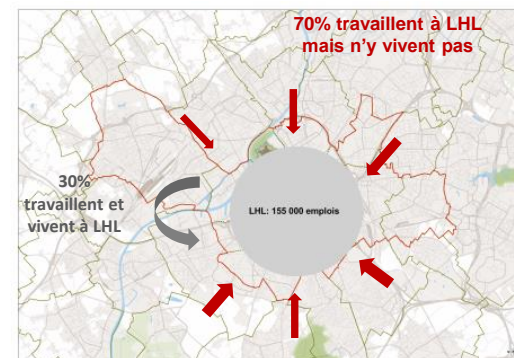 70% travaillent à LHL
mais n'y vivent pas
30%
travaillent et
vivent à LHL
LHL: 155 000 emplois